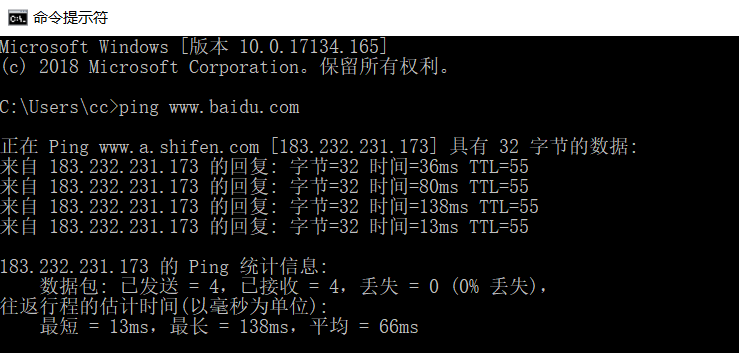 命令提示符
Microsoft Windows [版本 10.0.17134.165]
(c) 2018 Microsoft Corporation。保留所有权利。
C:\Users\cc>ping www.baidu.com
正在 Ping www.a.shifen.com [183.232.231.173] 具有 32 字节的数据:
来自 183.232.231.173 的回复: 字节=32 时间=36ms TTL=55
来自 183.232.231.173 的回复: 字节=32 时间=80ms TTL=55
来自 183.232.231.173 的回复: 字节=32 时间=138ms TTL=55
来自 183.232.231.173 的回复: 字节=32 时间=13ms TTL=55
183.232.231.173 的 Ping 统计信息:
数据包: 已发送 = 4，已接收 = 4，丢失 = 0 (0% 丢失)，
往返行程的估计时间(以毫秒为单位):
最短 = 13ms，最长 = 138ms，平均 = 66ms